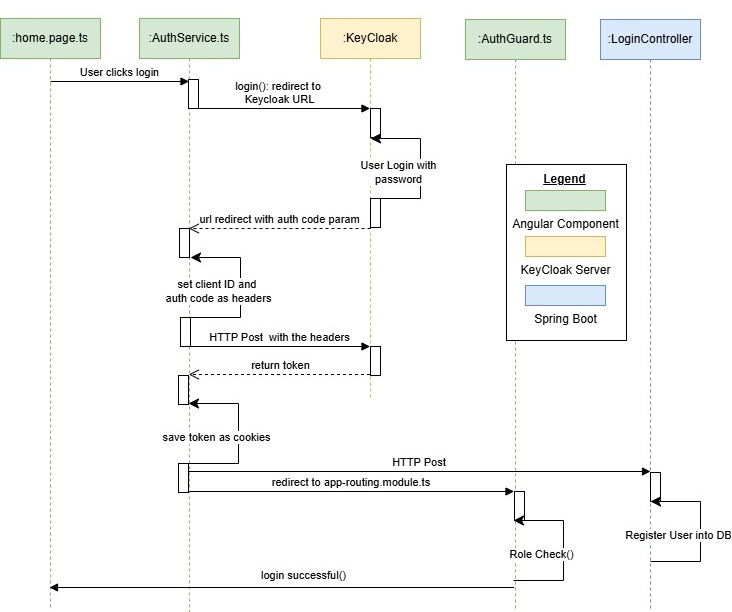 :home.page.ts
:AuthService.ts
:KeyCloak
:AuthGuard.ts
:LoginController
User clicks login
login(): redirect to
Keycloak URL
User Login with
password
url redirect with auth code param
set client ID and
auth code as headers
HTTP Post  with the headers
return token
save token as cookies
HTTP Post
redirect to app-routing.module.ts
Register User into DB
Role Check()
login successful()
Legend
Angular Component
KeyCloak Server
Spring Boot